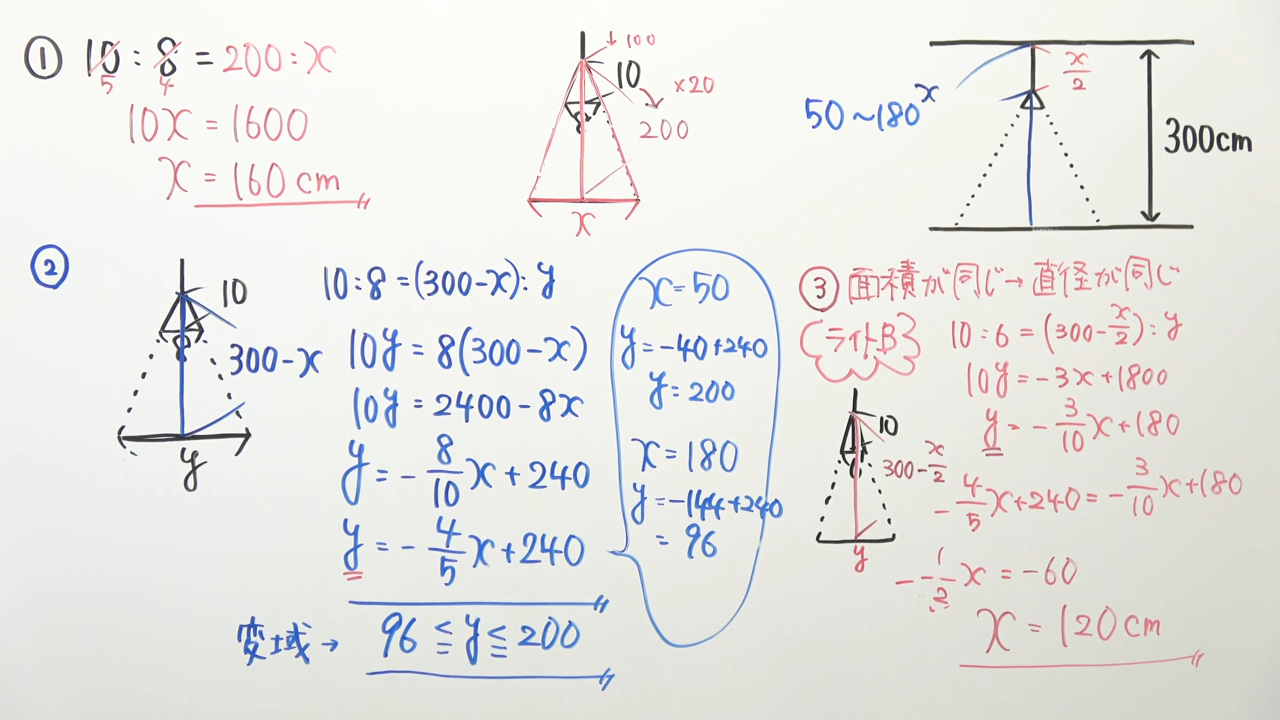 ① 10 : 8 = 200 : x
5 4
10x = 1600
x = 160 cm
↓ 100
10
×20
200
8
x
50 ~ 180
x
x/2
300cm
②
10
8
300 - x
y
10 : 8 = (300 - x) : y
10y = 8(300 - x)
10y = 2400 - 8x
y = - 8/10 x + 240
y = - 4/5 x + 240
変域 → 96 ≦ y ≦ 200
x = 50
y = -40 + 240
y = 200
x = 180
y = -144 + 240
= 96
③ 面積が同じ → 直径が同じ
ライトB
10 : 6 = (300 - x/2) : y
10y = -3x + 1800
y = - 3/10 x + 180
10
6
300 - x/2
y
- 4/5 x + 240 = - 3/10 x + 180
- 1/2 x = -60
x = 120 cm